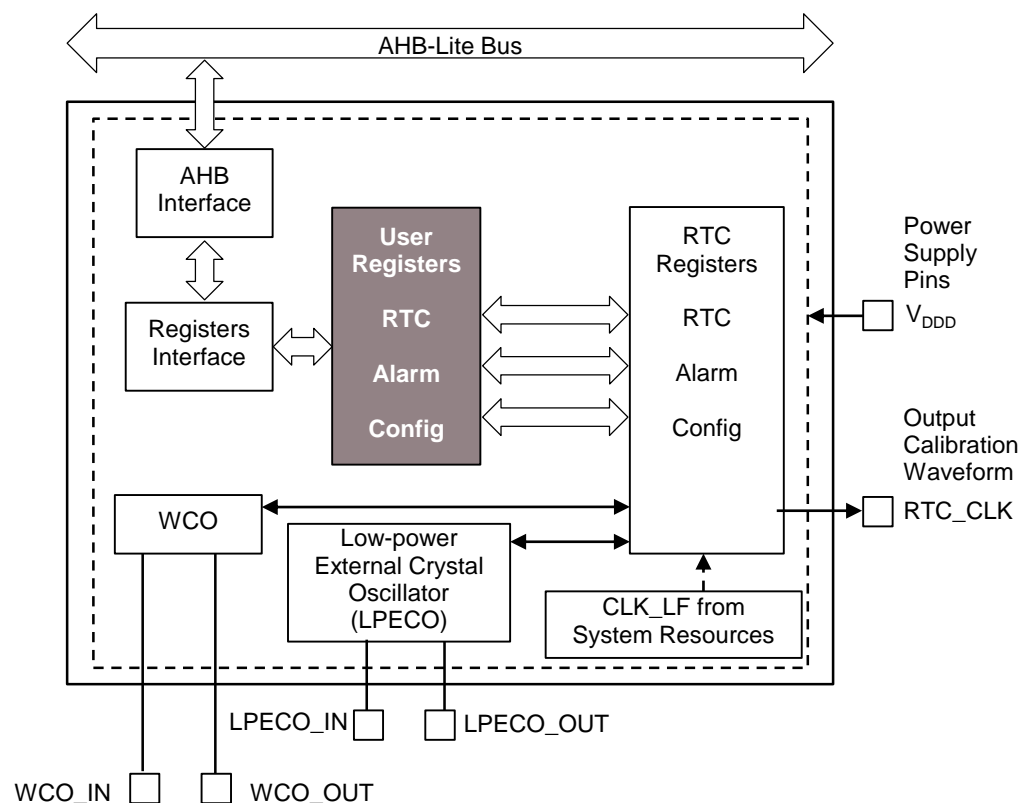 AHB-Lite Bus
AHB
Interface
Registers
Interface
User
Registers
RTC
Alarm
Config
RTC
Registers
RTC
Alarm
Config
Power
Supply
Pins
VDDD
Output
Calibration
Waveform
RTC_CLK
WCO
Low-power
External Crystal
Oscillator
(LPECO)
CLK_LF from
System Resources
LPECO_IN
LPECO_OUT
WCO_IN
WCO_OUT